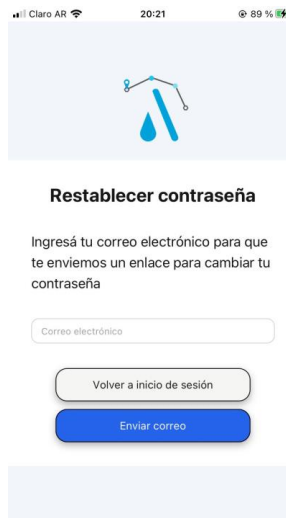 Claro AR 20:21 89 %
Restablecer contraseña
Ingresá tu correo electrónico para que
te enviemos un enlace para cambiar tu
contraseña
Correo electrónico
Volver a inicio de sesión
Enviar correo